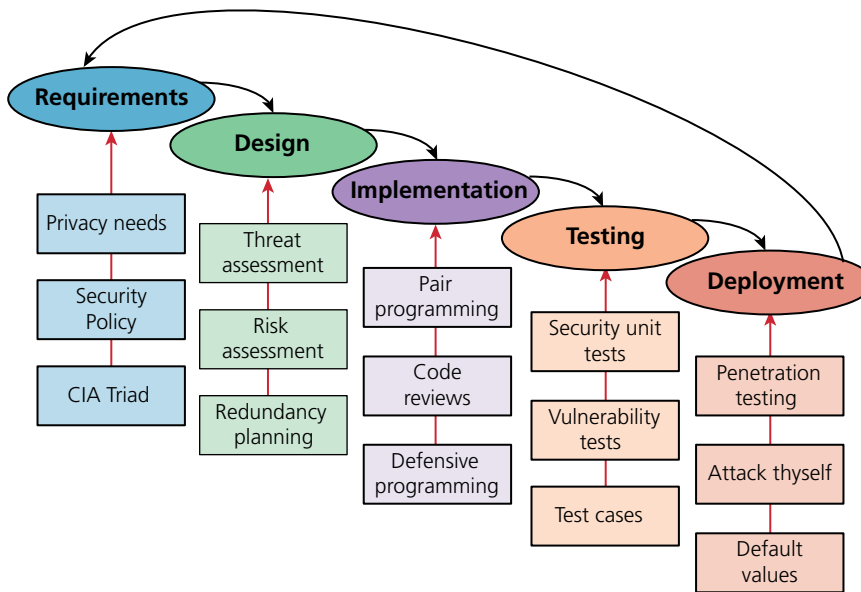 Requirements
Privacy needs
Security
Policy
CIA Triad
Design
Threat
assessment
Risk
assessment
Redundancy
planning
Implementation
Pair
programming
Code
reviews
Defensive
programming
Testing
Security unit
tests
Vulnerability
tests
Test cases
Deployment
Penetration
testing
Attack thyself
Default
values